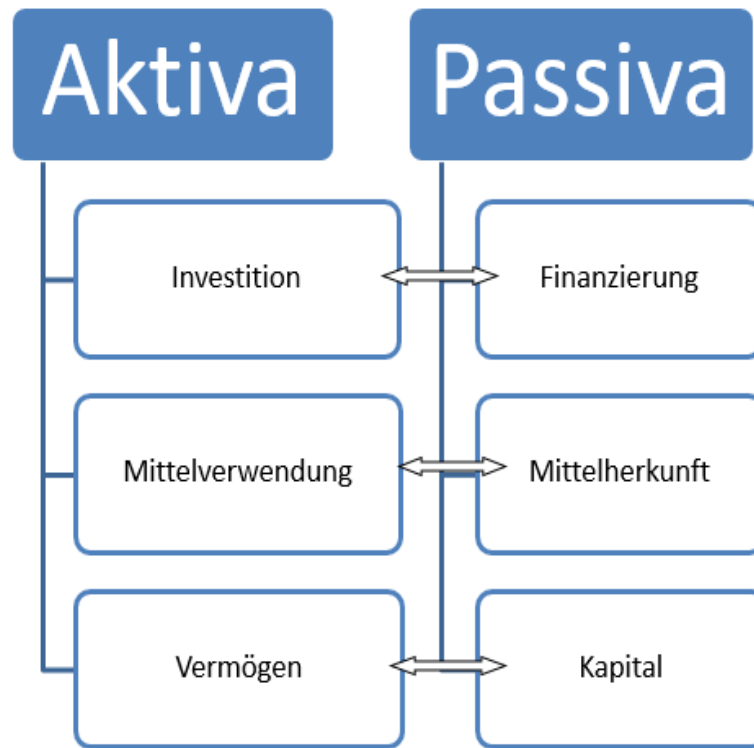 Aktiva
Passiva
Investition
Finanzierung
Mittelverwendung
Mittelherkunft
Vermögen
Kapital